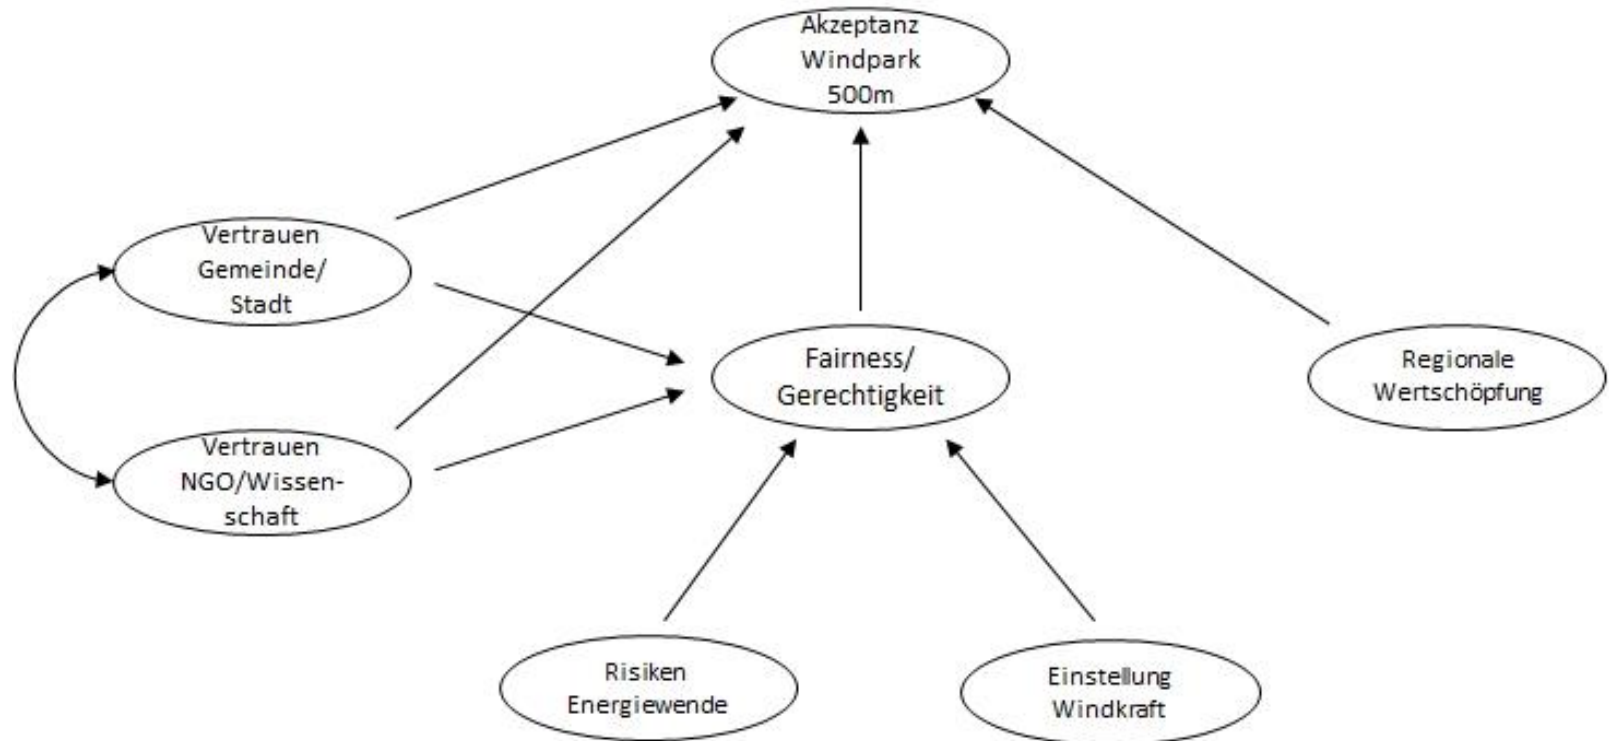 Akzeptanz
Windpark
500m
Vertrauen
Gemeinde/
Stadt
Fairness/
Gerechtigkeit
Regionale
Wertschöpfung
Vertrauen
NGO/Wissen-
schaft
Risiken
Energiewende
Einstellung
Windkraft